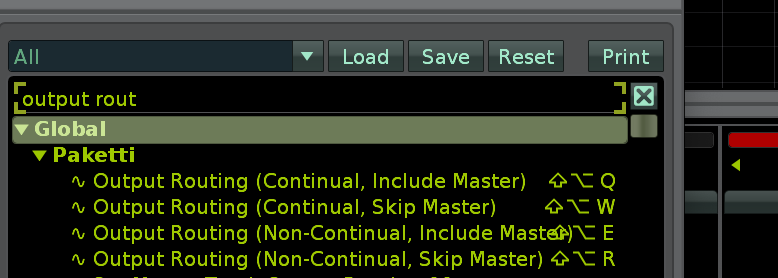 All Load Save Reset Print
output rout
Global
Paketti
Output Routing (Continual, Include Master) ⇧⌥ Q
Output Routing (Continual, Skip Master) ⇧⌥ W
Output Routing (Non-Continual, Include Master) ⇧⌥ E
Output Routing (Non-Continual, Skip Master) ⇧⌥ R